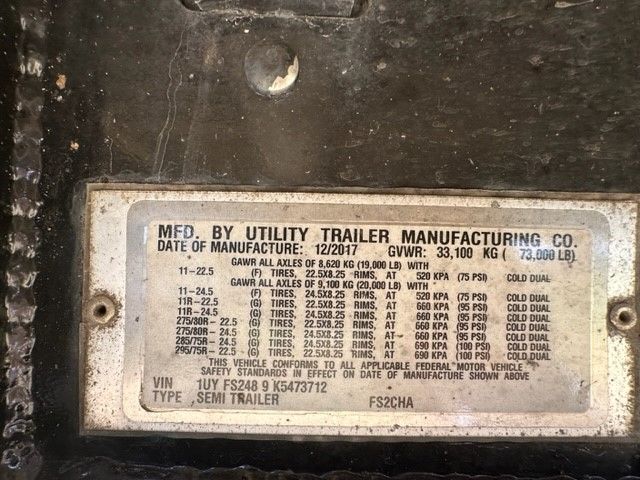 MFD. BY UTILITY TRAILER MANUFACTURING CO.
DATE OF MANUFACTURE: 12/2017 GVWR: 33,100 KG ( 73,000 LB)
GAWR ALL AXLES OF 8,620 KG (19,000 LB) WITH
11-22.5 (F) TIRES, 22.5X8.25 RIMS, AT 520 KPA (75 PSI) COLD DUAL
GAWR ALL AXLES OF 9,100 KG (20,000 LB) WITH
11-24.5 (F) TIRES, 24.5X8.25 RIMS, AT 520 KPA (75 PSI) COLD DUAL
11R-22.5 (G) TIRES, 22.5X8.25 RIMS, AT 660 KPA (95 PSI) COLD DUAL
11R-24.5 (G) TIRES, 24.5X8.25 RIMS, AT 660 KPA (95 PSI) COLD DUAL
275/80R-22.5 (G) TIRES, 22.5X8.25 RIMS, AT 660 KPA (95 PSI) COLD DUAL
275/80R-24.5 (G) TIRES, 24.5X8.25 RIMS, AT 660 KPA (95 PSI) COLD DUAL
285/75R-24.5 (G) TIRES, 24.5X8.25 RIMS, AT 690 KPA (100 PSI) COLD DUAL
295/75R-22.5 (G) TIRES, 22.5X8.25 RIMS, AT 690 KPA (100 PSI) COLD DUAL
THIS VEHICLE CONFORMS TO ALL APPLICABLE FEDERAL MOTOR VEHICLE
SAFETY STANDARDS IN EFFECT ON DATE OF MANUFACTURE SHOWN ABOVE
VIN 1UY FS248 9 K5473712
TYPE SEMI TRAILER FS2CHA